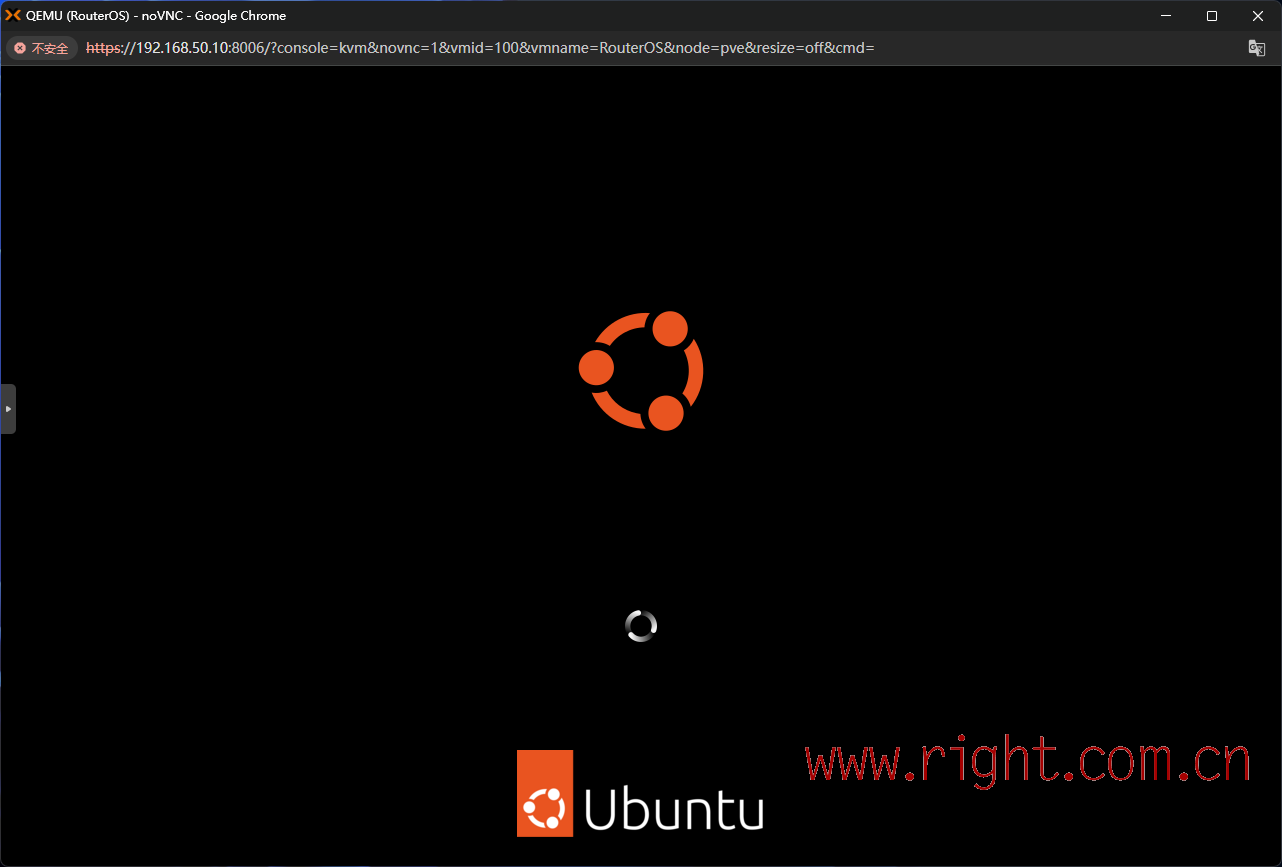 QEMU (RouterOS) - noVNC - Google Chrome
不安全 https://192.168.50.10:8006/?console=kvm&novnc=1&vmid=100&vmname=RouterOS&node=pve&resize=off&cmd=
www.right.com.cn
Ubuntu